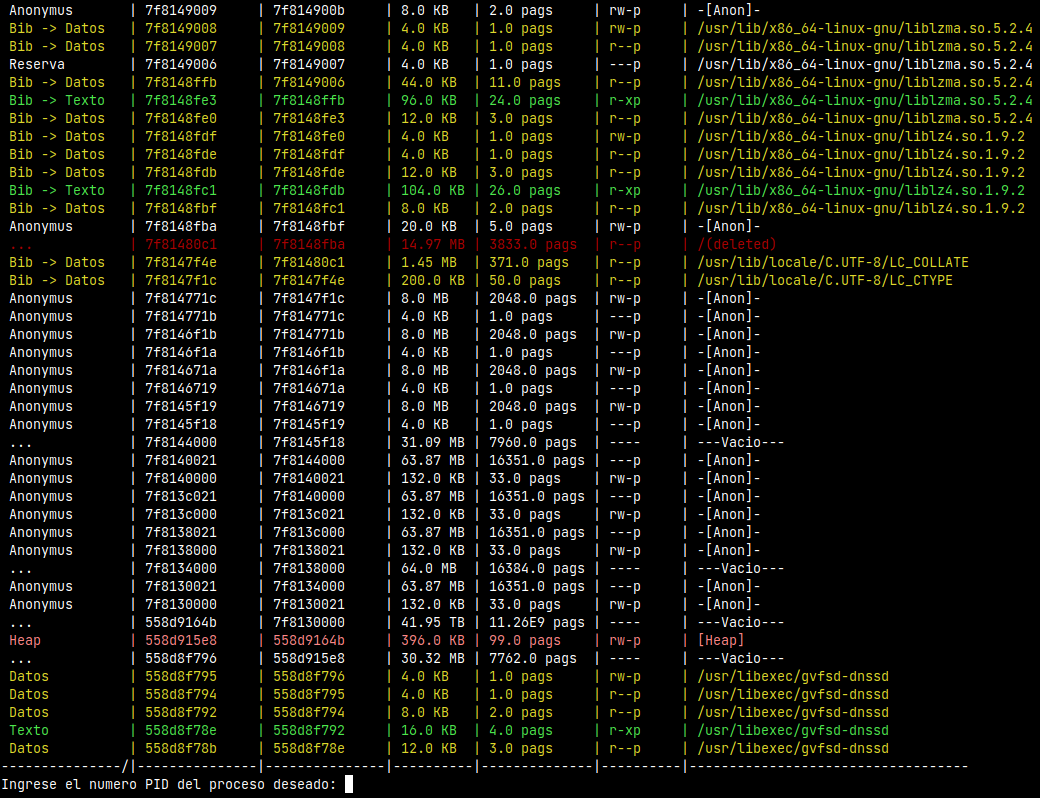 Anonymus | 7f8149009 | 7f814900b | 8.0 KB | 2.0 pags | rw-p | -[Anon]-
Bib -> Datos | 7f8149008 | 7f8149009 | 4.0 KB | 1.0 pags | rw-p | /usr/lib/x86_64-linux-gnu/liblzma.so.5.2.4
Bib -> Datos | 7f8149007 | 7f8149008 | 4.0 KB | 1.0 pags | r--p | /usr/lib/x86_64-linux-gnu/liblzma.so.5.2.4
Reserva | 7f8149006 | 7f8149007 | 4.0 KB | 1.0 pags | ---p | /usr/lib/x86_64-linux-gnu/liblzma.so.5.2.4
Bib -> Datos | 7f8148ffb | 7f8149006 | 44.0 KB | 11.0 pags | r--p | /usr/lib/x86_64-linux-gnu/liblzma.so.5.2.4
Bib -> Texto | 7f8148fe3 | 7f8148ffb | 96.0 KB | 24.0 pags | r-xp | /usr/lib/x86_64-linux-gnu/liblzma.so.5.2.4
Bib -> Datos | 7f8148fe0 | 7f8148fe3 | 12.0 KB | 3.0 pags | r--p | /usr/lib/x86_64-linux-gnu/liblzma.so.5.2.4
Bib -> Datos | 7f8148fdf | 7f8148fe0 | 4.0 KB | 1.0 pags | rw-p | /usr/lib/x86_64-linux-gnu/liblz4.so.1.9.2
Bib -> Datos | 7f8148fde | 7f8148fdf | 4.0 KB | 1.0 pags | r--p | /usr/lib/x86_64-linux-gnu/liblz4.so.1.9.2
Bib -> Datos | 7f8148fdb | 7f8148fde | 12.0 KB | 3.0 pags | r--p | /usr/lib/x86_64-linux-gnu/liblz4.so.1.9.2
Bib -> Texto | 7f8148fc1 | 7f8148fdb | 104.0 KB | 26.0 pags | r-xp | /usr/lib/x86_64-linux-gnu/liblz4.so.1.9.2
Bib -> Datos | 7f8148fbf | 7f8148fc1 | 8.0 KB | 2.0 pags | r--p | /usr/lib/x86_64-linux-gnu/liblz4.so.1.9.2
Anonymus | 7f8148fba | 7f8148fbf | 20.0 KB | 5.0 pags | rw-p | -[Anon]-
... | 7f81480c1 | 7f8148fba | 14.97 MB | 3833.0 pags | r--p | /(deleted)
Bib -> Datos | 7f8147f4e | 7f81480c1 | 1.45 MB | 371.0 pags | r--p | /usr/lib/locale/C.UTF-8/LC_COLLATE
Bib -> Datos | 7f8147f1c | 7f8147f4e | 200.0 KB | 50.0 pags | r--p | /usr/lib/locale/C.UTF-8/LC_CTYPE
Anonymus | 7f814771c | 7f8147f1c | 8.0 MB | 2048.0 pags | rw-p | -[Anon]-
Anonymus | 7f814771b | 7f814771c | 4.0 KB | 1.0 pags | ---p | -[Anon]-
Anonymus | 7f8146f1b | 7f814771b | 8.0 MB | 2048.0 pags | rw-p | -[Anon]-
Anonymus | 7f8146f1a | 7f8146f1b | 4.0 KB | 1.0 pags | ---p | -[Anon]-
Anonymus | 7f814671a | 7f8146f1a | 8.0 MB | 2048.0 pags | rw-p | -[Anon]-
Anonymus | 7f8146719 | 7f814671a | 4.0 KB | 1.0 pags | ---p | -[Anon]-
Anonymus | 7f8145f19 | 7f8146719 | 8.0 MB | 2048.0 pags | rw-p | -[Anon]-
Anonymus | 7f8145f18 | 7f8145f19 | 4.0 KB | 1.0 pags | ---p | -[Anon]-
... | 7f8144000 | 7f8145f18 | 31.09 MB | 7960.0 pags | ---- | ---Vacio---
Anonymus | 7f8140021 | 7f8144000 | 63.87 MB | 16351.0 pags | ---p | -[Anon]-
Anonymus | 7f8140000 | 7f8140021 | 132.0 KB | 33.0 pags | rw-p | -[Anon]-
Anonymus | 7f813c021 | 7f8140000 | 63.87 MB | 16351.0 pags | ---p | -[Anon]-
Anonymus | 7f813c000 | 7f813c021 | 132.0 KB | 33.0 pags | rw-p | -[Anon]-
Anonymus | 7f8138021 | 7f813c000 | 63.87 MB | 16351.0 pags | ---p | -[Anon]-
Anonymus | 7f8138000 | 7f8138021 | 132.0 KB | 33.0 pags | rw-p | -[Anon]-
... | 7f8134000 | 7f8138000 | 64.0 MB | 16384.0 pags | ---- | ---Vacio---
Anonymus | 7f8130021 | 7f8134000 | 63.87 MB | 16351.0 pags | ---p | -[Anon]-
Anonymus | 7f8130000 | 7f8130021 | 132.0 KB | 33.0 pags | rw-p | -[Anon]-
... | 558d9164b | 7f8130000 | 41.95 TB | 11.26E9 pags | ---- | ---Vacio---
Heap | 558d915e8 | 558d9164b | 396.0 KB | 99.0 pags | rw-p | [Heap]
... | 558d8f796 | 558d915e8 | 30.32 MB | 7762.0 pags | ---- | ---Vacio---
Datos | 558d8f795 | 558d8f796 | 4.0 KB | 1.0 pags | rw-p | /usr/libexec/gvfsd-dnssd
Datos | 558d8f794 | 558d8f795 | 4.0 KB | 1.0 pags | r--p | /usr/libexec/gvfsd-dnssd
Datos | 558d8f792 | 558d8f794 | 8.0 KB | 2.0 pags | r--p | /usr/libexec/gvfsd-dnssd
Texto | 558d8f78e | 558d8f792 | 16.0 KB | 4.0 pags | r-xp | /usr/libexec/gvfsd-dnssd
Datos | 558d8f78b | 558d8f78e | 12.0 KB | 3.0 pags | r--p | /usr/libexec/gvfsd-dnssd
---------------/|---------------|---------------|----------|--------------|----------|-----------------------------------
Ingrese el numero PID del proceso deseado: